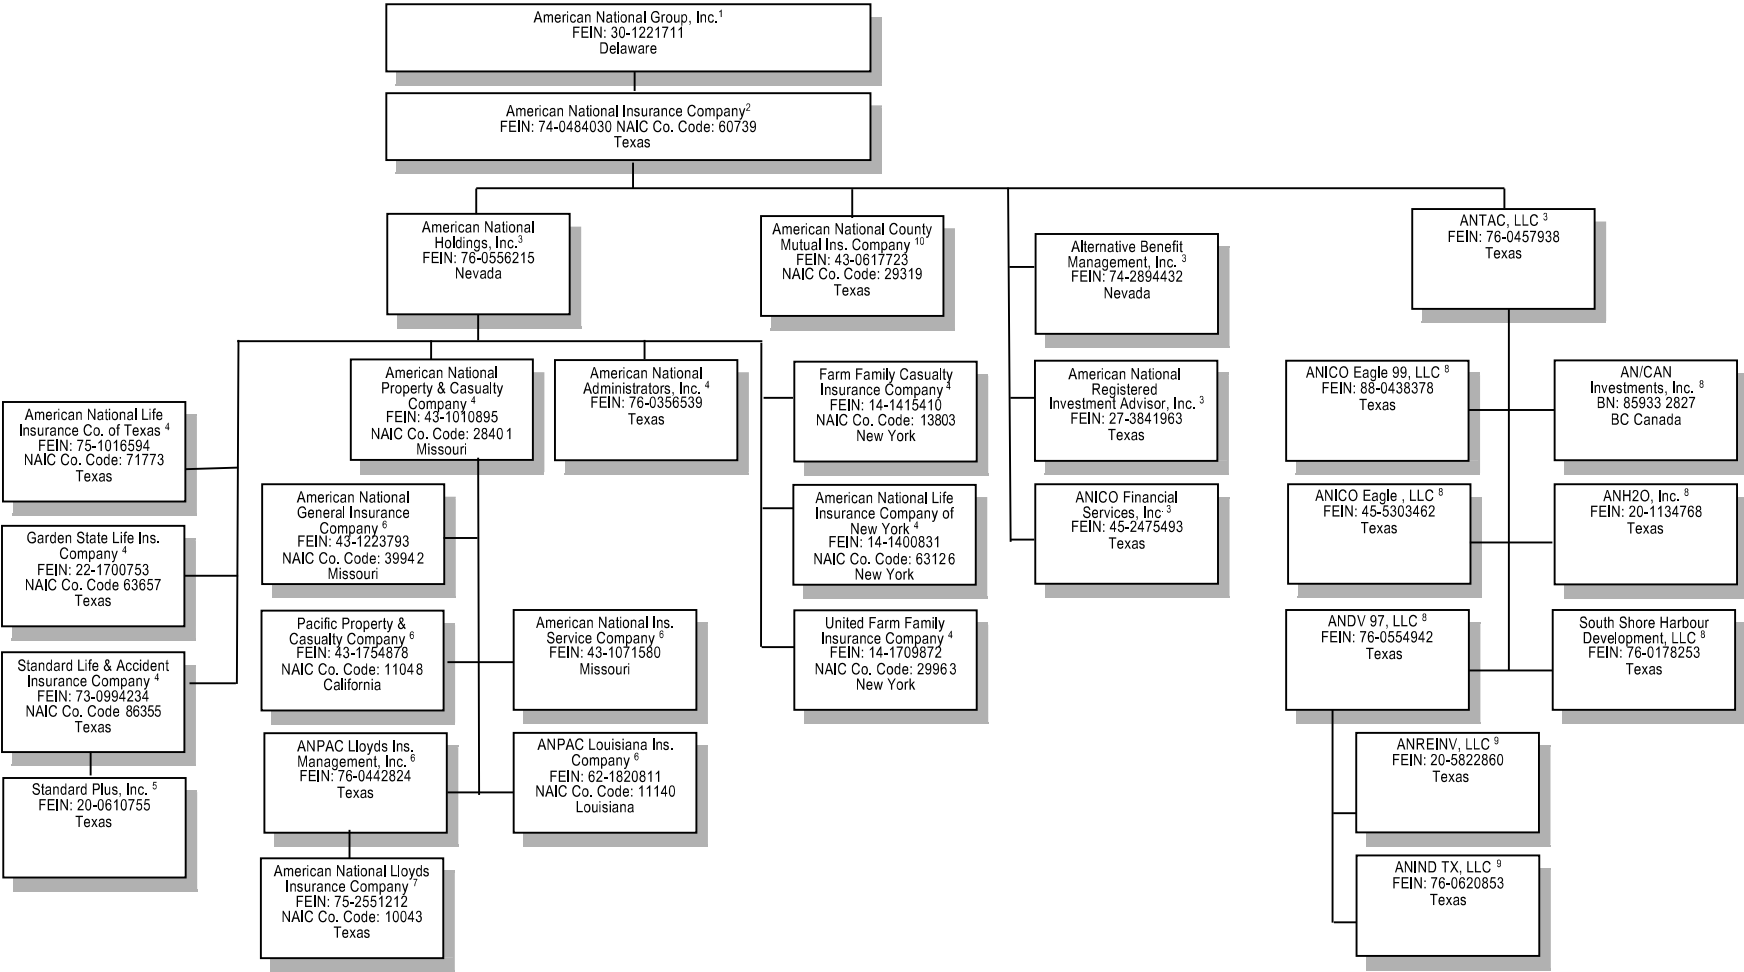 American National Group, Inc.1
FEIN: 30-1221711
Delaware
American National Insurance Company2
FEIN: 74-0484030 NAIC Co. Code: 60739
Texas
American National
Holdings, Inc.3
FEIN: 76-0556215
Nevada
American National County
Mutual Ins. Company 10
FEIN: 43-0617723
NAIC Co. Code: 29319
Texas
Alternative Benefit
Management, Inc. 3
FEIN: 74-2894432
Nevada
ANTAC, LLC 3
FEIN: 76-0457938
Texas
American National Life
Insurance Co. of Texas 4
FEIN: 75-1016594
NAIC Co. Code: 71773
Texas
American National
Property & Casualty
Company 4
FEIN: 43-1010895
NAIC Co. Code: 28401
Missouri
American National
Administrators, Inc. 4
FEIN: 76-0356539
Texas
Farm Family Casualty
Insurance Company 4
FEIN: 14-1415410
NAIC Co. Code: 13803
New York
American National
Registered
Investment Advisor, Inc. 3
FEIN: 27-3841963
Texas
ANICO Eagle 99, LLC 8
FEIN: 88-0438378
Texas
AN/CAN
Investments, Inc. 8
BN: 85933 2827
BC Canada
Garden State Life Ins.
Company 4
FEIN: 22-1700753
NAIC Co. Code 63657
Texas
American National
General Insurance
Company 6
FEIN: 43-1223793
NAIC Co. Code: 39942
Missouri
American National Life
Insurance Company of
New York 4
FEIN: 14-1400831
NAIC Co. Code: 63126
New York
ANICO Financial
Services, Inc. 3
FEIN: 45-2475493
Texas
ANICO Eagle , LLC 8
FEIN: 45-5303462
Texas
ANH2O, Inc. 8
FEIN: 20-1134768
Texas
Standard Life & Accident
Insurance Company 4
FEIN: 73-0994234
NAIC Co. Code 86355
Texas
Pacific Property &
Casualty Company 6
FEIN: 43-1754878
NAIC Co. Code: 11048
California
American National Ins.
Service Company 6
FEIN: 43-1071580
Missouri
United Farm Family
Insurance Company 4
FEIN: 14-1709872
NAIC Co. Code: 29963
New York
ANDV 97, LLC 8
FEIN: 76-0554942
Texas
South Shore Harbour
Development, LLC 8
FEIN: 76-0178253
Texas
Standard Plus, Inc. 5
FEIN: 20-0610755
Texas
ANPAC Lloyds Ins.
Management, Inc. 6
FEIN: 76-0442824
Texas
ANPAC Louisiana Ins.
Company 6
FEIN: 62-1820811
NAIC Co. Code: 11140
Louisiana
ANREINV, LLC 9
FEIN: 20-5822860
Texas
American National Lloyds
Insurance Company 7
FEIN: 75-2551212
NAIC Co. Code: 10043
Texas
ANIND TX, LLC 9
FEIN: 76-0620853
Texas